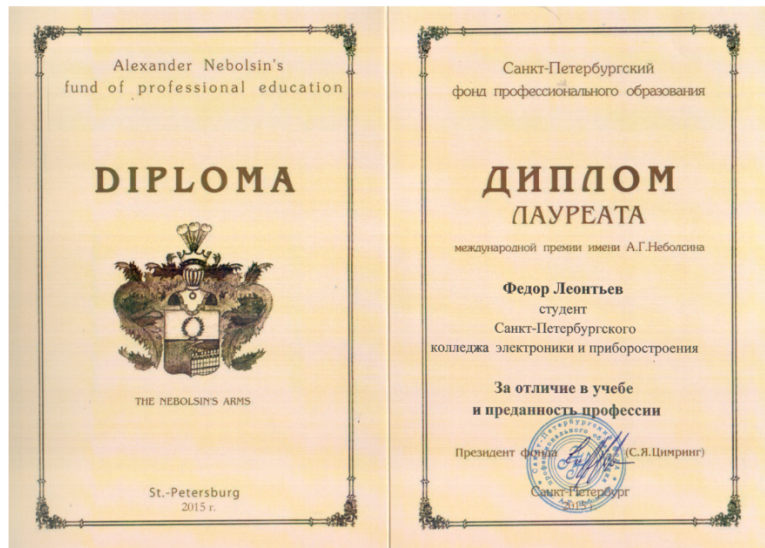 Alexander Nebolsin's
fund of professional education
DIPLOMA
THE NEBOLSIN'S ARMS
St.-Petersburg
2015 г.
Санкт-Петербургский
фонд профессионального образования
ДИПЛОМ
ЛАУРЕАТА
международной премии имени А.Г.Неболсина
Федор Леонтьев
студент
Санкт-Петербургского
колледжа электроники и приборостроения
За отличие в учебе
и преданность профессии
Президент фонда (С.Я.Цимринг)
Санкт-Петербург
2015 г.